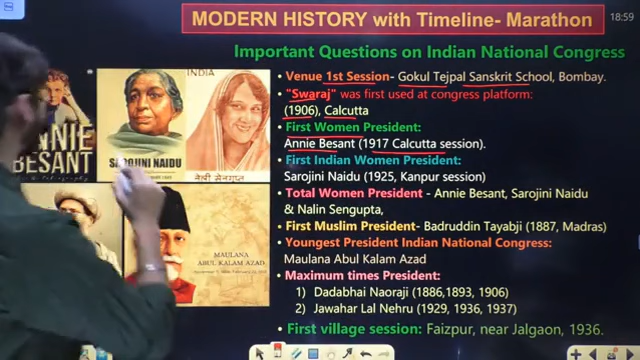 MODERN HISTORY with Timeline- Marathon
18:59
Important Questions on Indian National Congress
• Venue 1st Session- Gokul Tejpal Sanskrit School, Bombay.
• "Swaraj" was first used at congress platform:
(1906), Calcutta
• First Women President:
Annie Besant (1917 Calcutta session).
• First Indian Women President:
Sarojini Naidu (1925, Kanpur session)
• Total Women President - Annie Besant, Sarojini Naidu
& Nalin Sengupta,
• First Muslim President- Badruddin Tayabji (1887, Madras)
• Youngest President Indian National Congress:
Maulana Abul Kalam Azad
• Maximum times President:
1) Dadabhai Naoraji (1886,1893, 1906)
2) Jawahar Lal Nehru (1929, 1936, 1937)
• First village session: Faizpur, near Jalgaon, 1936.
BESANT
SAROJINI NAIDU
INDIA
नेल्ली सेनगुप्त
MAULANA
ABUL KALAM AZAD